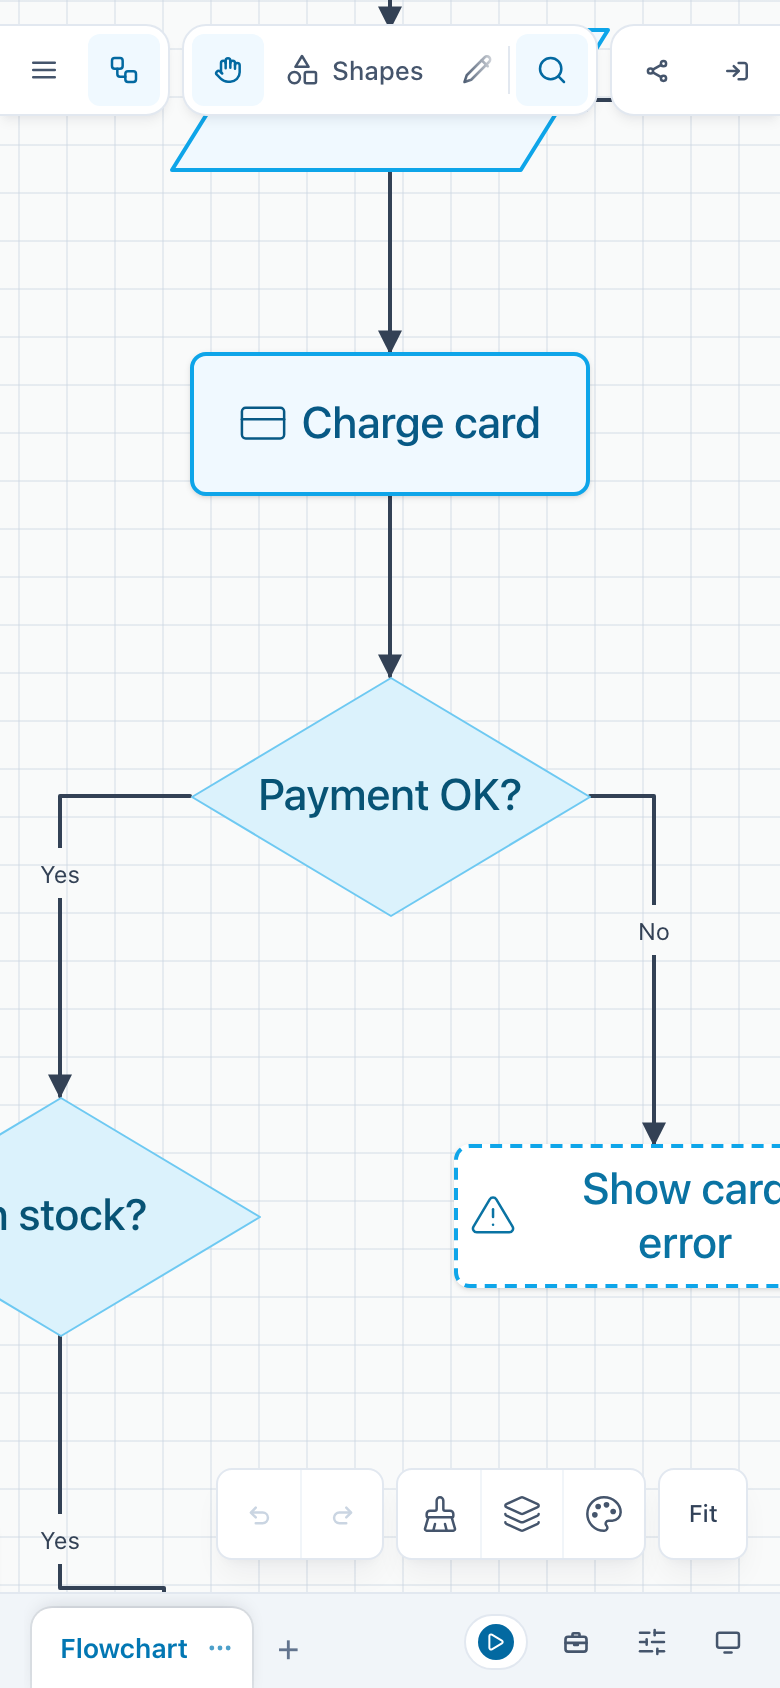 Shapes
Charge card
Payment OK?
Yes
No
stock?
Show card
error
Yes
Fit
Flowchart